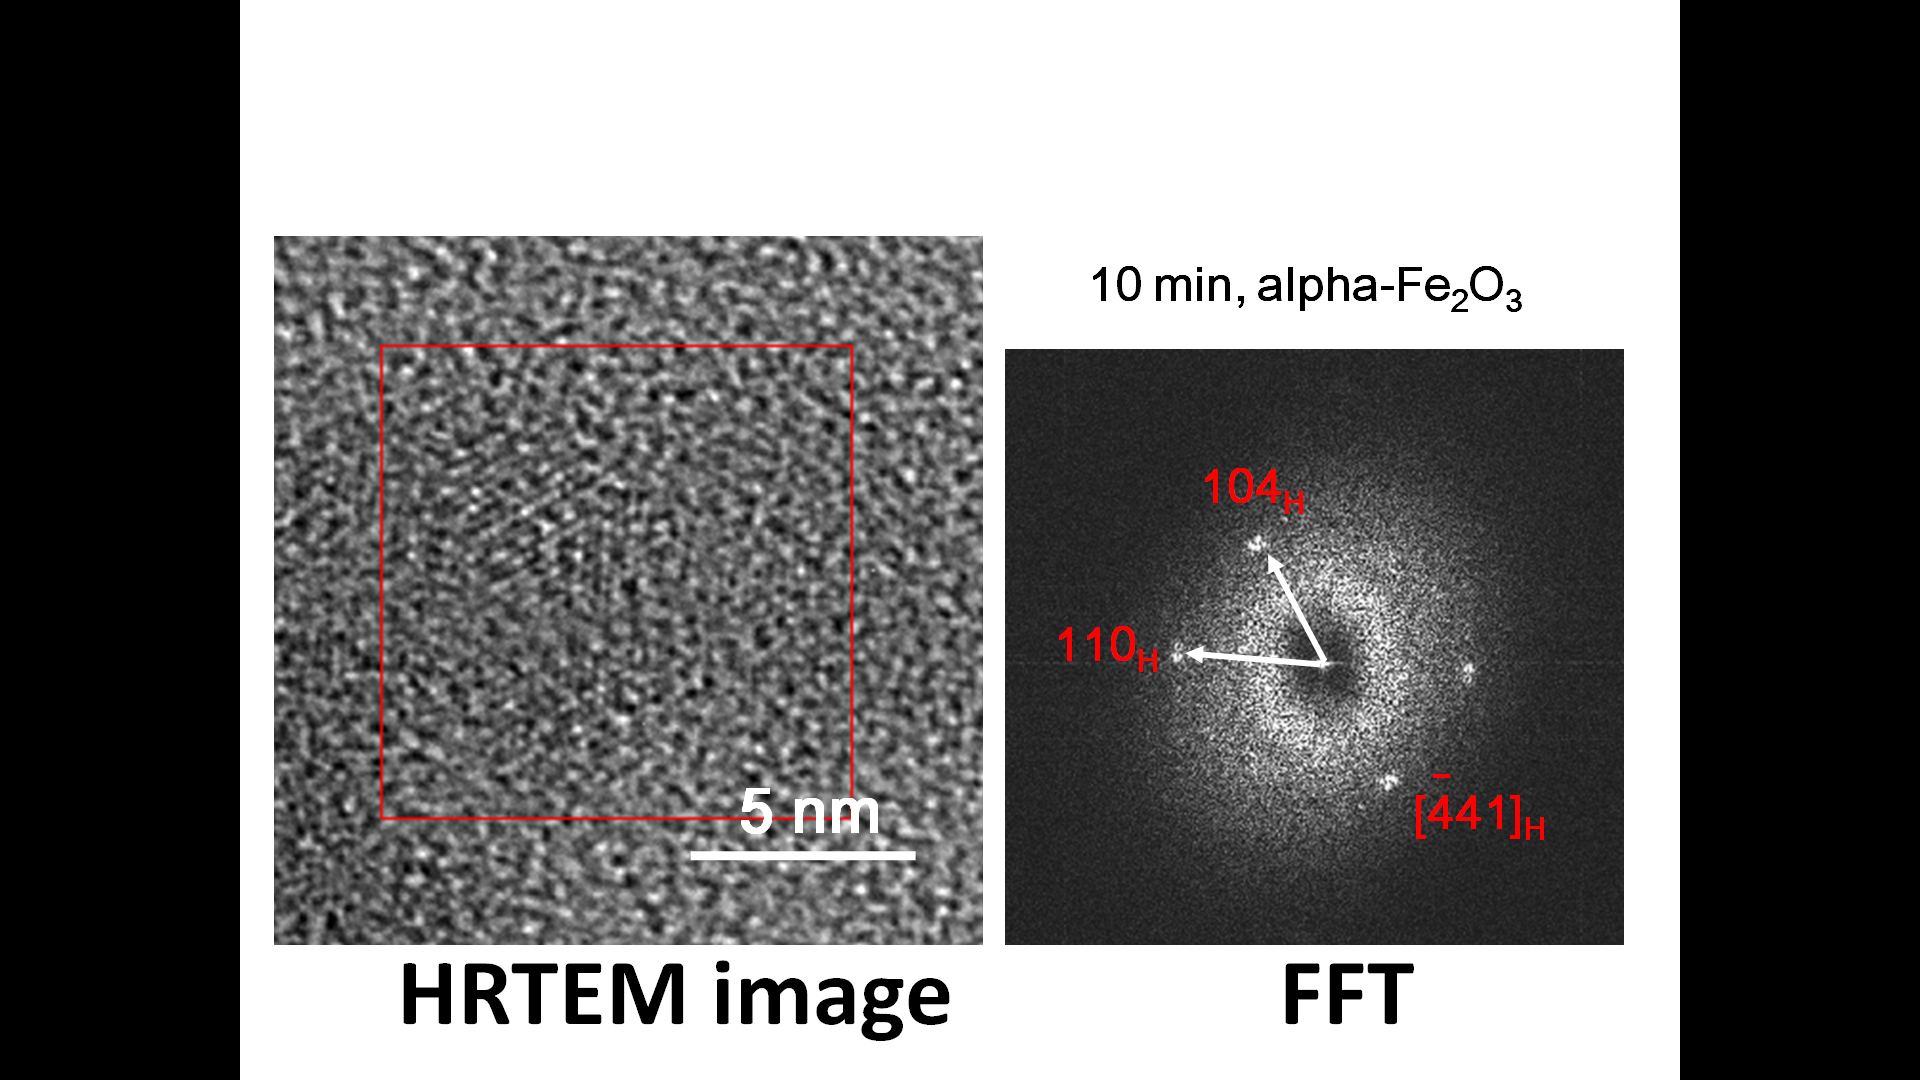 10 min, alpha-Fe₂O₃
104H
110H
5 nm
[4̄41]H
HRTEM image
FFT